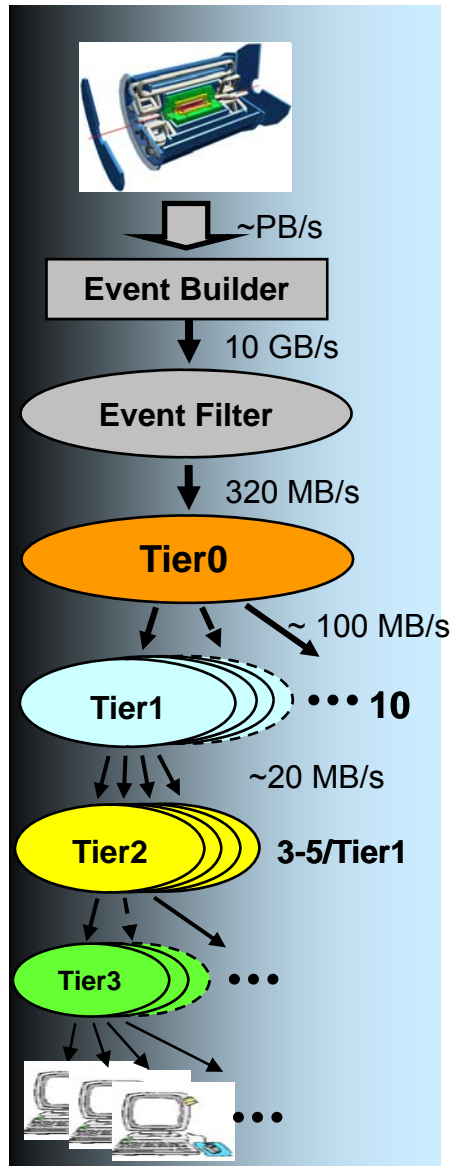 ~PB/s
Event Builder
10 GB/s
Event Filter
320 MB/s
Tier0
~ 100 MB/s
Tier1
••• 10
~20 MB/s
Tier2
3-5/Tier1
Tier3
•••
•••